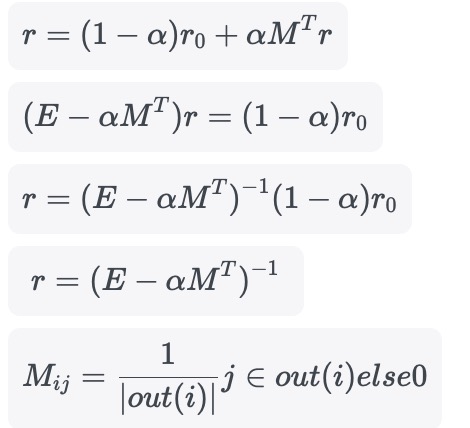 r = (1 − α)r₀ + αMᵀr
(E − αMᵀ)r = (1 − α)r₀
r = (E − αMᵀ)⁻¹(1 − α)r₀
r = (E − αMᵀ)⁻¹
Mᵢⱼ = 1/|out(i)| j ∈ out(i)else0